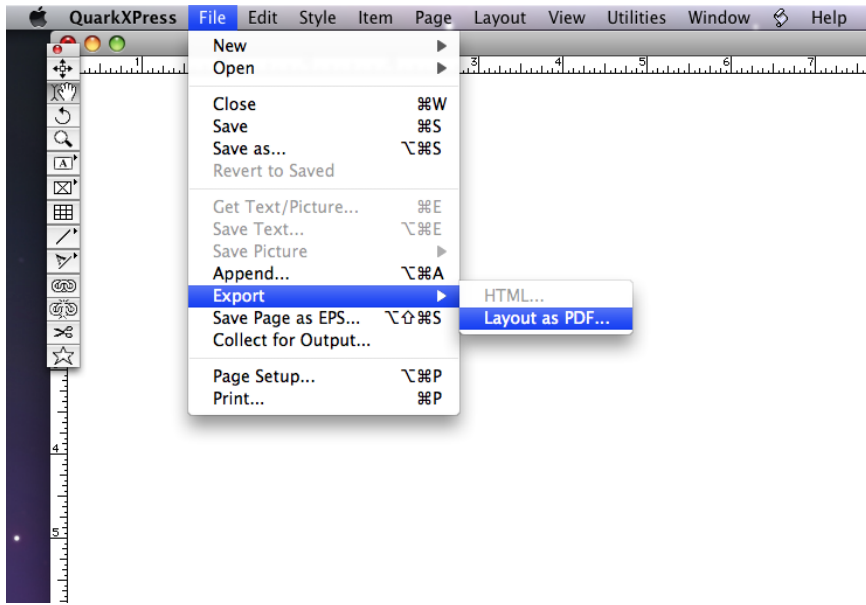 QuarkXPress File Edit Style Item Page Layout View Utilities Window Help
New
Open
Close ⌘W
Save ⌘S
Save as... ⌥⌘S
Revert to Saved
Get Text/Picture... ⌘E
Save Text... ⌥⌘E
Save Picture
Append... ⌥⌘A
Export
HTML...
Layout as PDF...
Save Page as EPS... ⌥⇧⌘S
Collect for Output...
Page Setup... ⌥⌘P
Print... ⌘P
1 3 4 5 6 7
A
4
5